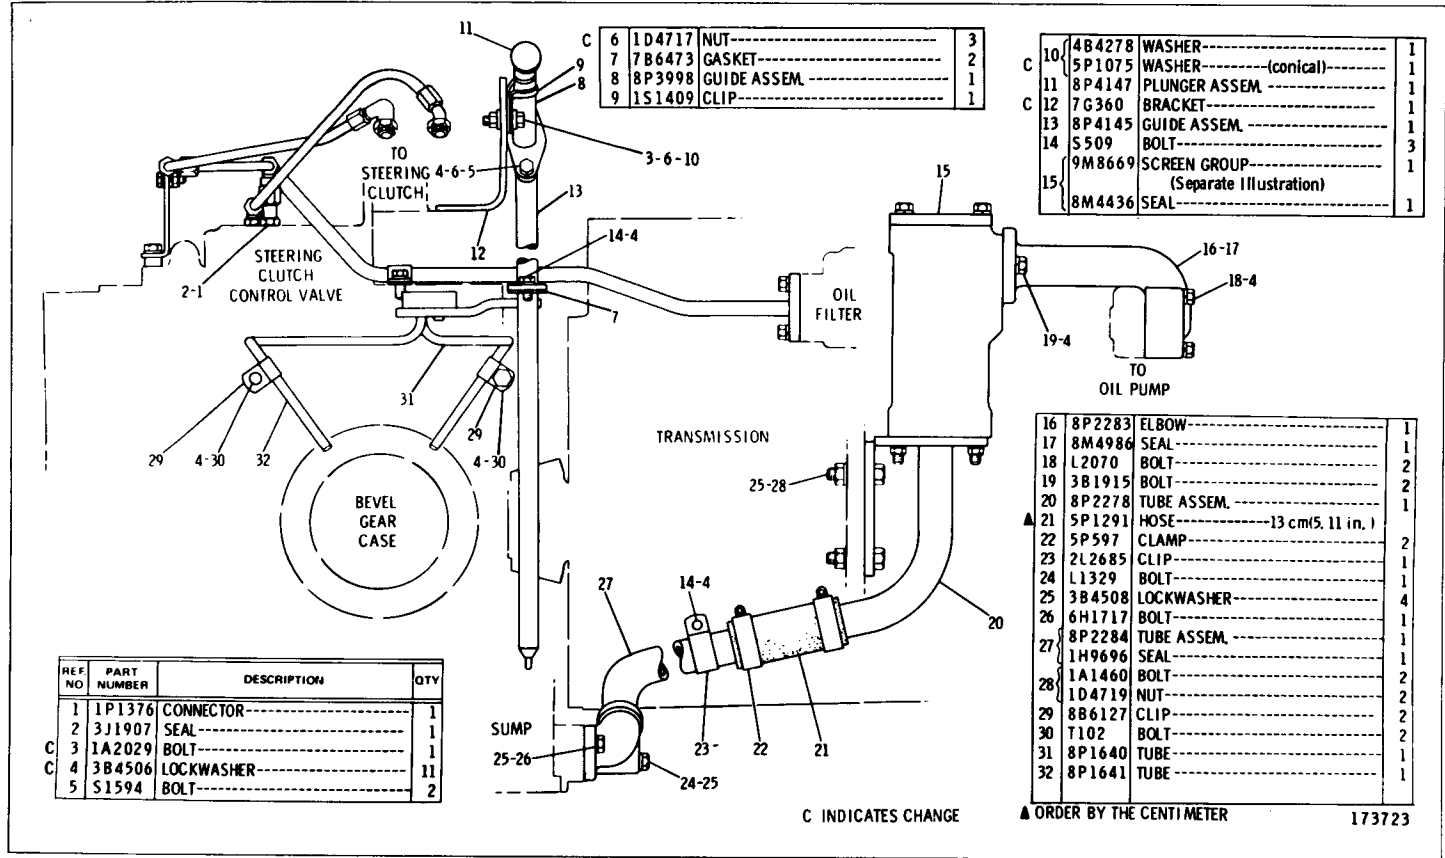 C 6 1D4717 NUT 3
7 7B6473 GASKET 2
8 8P3998 GUIDE ASSEM. 1
9 1S1409 CLIP 1
10 4B4278 WASHER 1
C 5P1075 WASHER (conical) 1
11 8P4147 PLUNGER ASSEM. 1
C 12 7G360 BRACKET 1
13 8P4145 GUIDE ASSEM. 1
14 S509 BOLT 3
15 9M8669 SCREEN GROUP 1
(Separate Illustration)
8M4436 SEAL 1
11
9
8
3-6-10
TO
STEERING
CLUTCH
4-6-5
13
12
14-4
STEERING
CLUTCH
CONTROL VALVE
2-1
7
OIL
FILTER
15
16-17
18-4
19-4
TO
OIL PUMP
31
29
4-30
32
29
4-30
BEVEL
GEAR
CASE
TRANSMISSION
25-28
27
14-4
20
SUMP
25-26
23-
22
21
24-25
16 8P2283 ELBOW 1
17 8M4986 SEAL 1
18 L2070 BOLT 2
19 3B1915 BOLT 2
20 8P2278 TUBE ASSEM. 1
▲ 21 5P1291 HOSE 13 cm(5.11 in.)
22 5P597 CLAMP 2
23 2L2685 CLIP 1
24 L1329 BOLT 1
25 3B4508 LOCKWASHER 4
26 6H1717 BOLT 1
27 8P2284 TUBE ASSEM. 1
1H9696 SEAL 1
28 1A1460 BOLT 2
1D4719 NUT 2
29 8B6127 CLIP 2
30 T102 BOLT 2
31 8P1640 TUBE 1
32 8P1641 TUBE 1
REF. NO PART NUMBER DESCRIPTION QTY
1 1P1376 CONNECTOR 1
2 3J1907 SEAL 1
C 3 1A2029 BOLT 1
C 4 3B4506 LOCKWASHER 11
5 S1594 BOLT 2
C INDICATES CHANGE
▲ ORDER BY THE CENTIMETER
173723